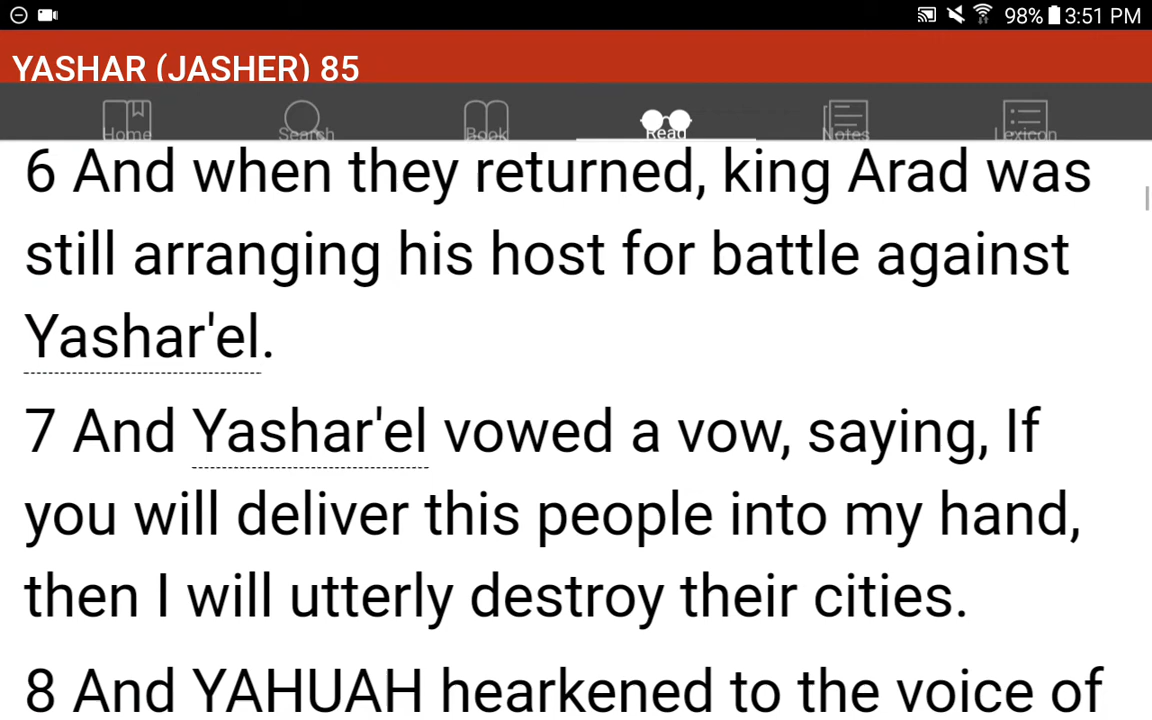 98% 3:51 PM
YASHAR (JASHER) 85
Home Search Book Read Notes Lexicon
6 And when they returned, king Arad was
still arranging his host for battle against
Yashar'el.
7 And Yashar'el vowed a vow, saying, If
you will deliver this people into my hand,
then I will utterly destroy their cities.
8 And YAHUAH hearkened to the voice of